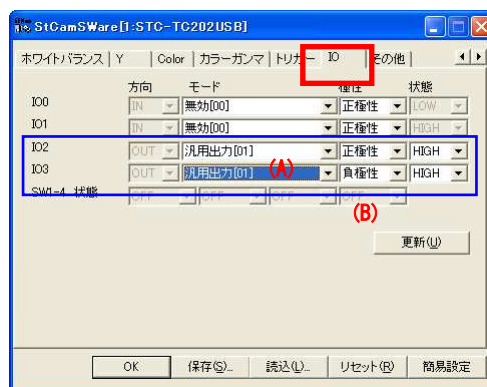 StCamSWare[1:STC-TC202USB]
ホワイトバランス Y Color カラーガンマ トリガー IO その他
方向 モード 極性 状態
IO0 IN 無効[00] 正極性 LOW
IO1 IN 無効[00] 正極性 HIGH
IO2 OUT 汎用出力[01] 正極性 HIGH
IO3 OUT 汎用出力[01] 負極性 HIGH
(A)
SW1-4 状態 OFF OFF OFF OFF
(B)
更新(U)
OK 保存(S)... 読込(L)... リセット(R) 簡易設定